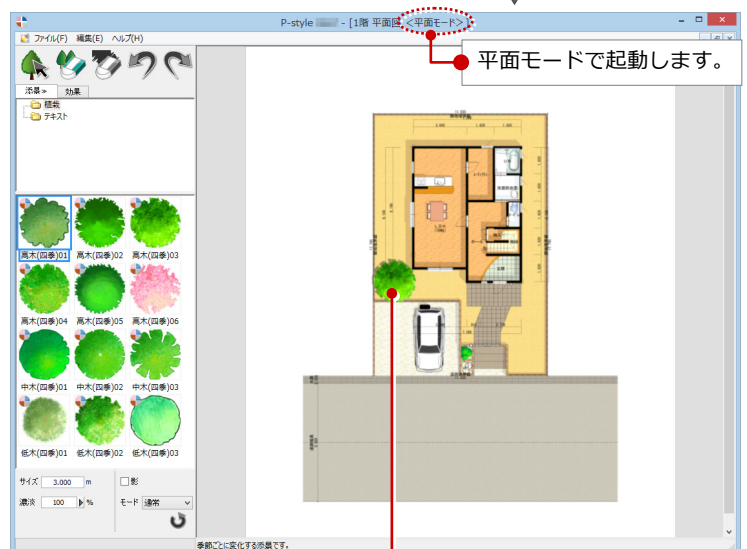 P-style - [1階 平面図 <平面モード>]
ファイル(F) 編集(E) ヘルプ(H)
平面モードで起動します。
添景» 効果
植栽
テキスト
高木(四季)01 高木(四季)02 高木(四季)03
高木(四季)04 高木(四季)05 高木(四季)06
中木(四季)01 中木(四季)02 中木(四季)03
低木(四季)01 低木(四季)02 低木(四季)03
サイズ 3.000 m 影
濃淡 100 % モード 通常
季節ごとに変化する添景です。